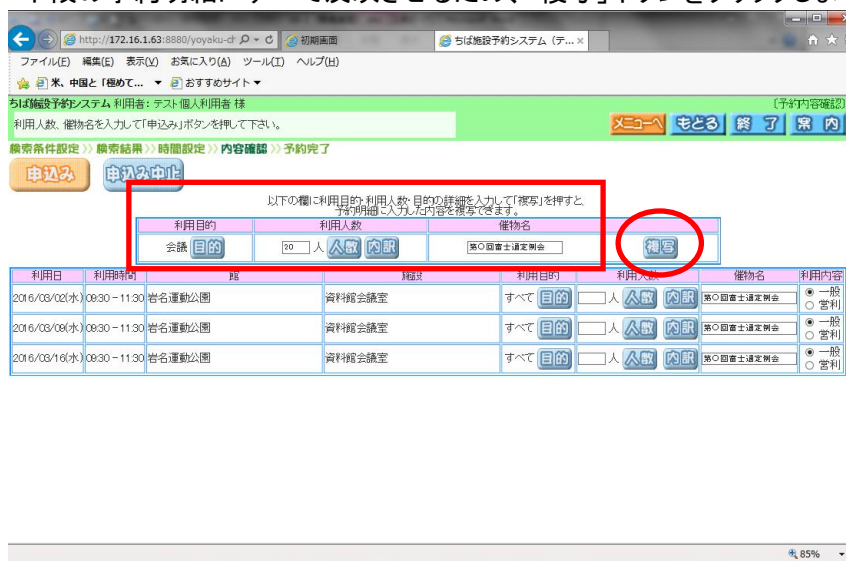 http://172.16.1.63:8880/yoyaku-ch
初期画面
ちば施設予約システム (テ... ×
ファイル(F) 編集(E) 表示(V) お気に入り(A) ツール(T) ヘルプ(H)
米、中国と「極めて... ▼ おすすめサイト ▼
ちば施設予約システム 利用者:テスト個人利用者 様
[予約内容確認]
利用人数、催物名を入力して「申込み」ボタンを押して下さい。
メニューへ もどる 終了 案内
検索条件設定 》 検索結果 》 時間設定 》 内容確認 》 予約完了
申込み 申込み中止
以下の欄に利用目的・利用人数・目的の詳細を入力して「複写」を押すと、
予約明細に入力した内容を複写できます。
利用目的 利用人数 催物名
会議 目的 20 人 人数 内訳 第〇回富士通定例会 複写
利用日 利用時間 館 施設 利用目的 利用人数 催物名 利用内容
2016/03/02(水) 09:30-11:30 岩名運動公園 資料館会議室 すべて 目的 人 人数 内訳 第〇回富士通定例会 一般 営利
2016/03/09(水) 09:30-11:30 岩名運動公園 資料館会議室 すべて 目的 人 人数 内訳 第〇回富士通定例会 一般 営利
2016/03/16(水) 09:30-11:30 岩名運動公園 資料館会議室 すべて 目的 人 人数 内訳 第〇回富士通定例会 一般 営利
85%